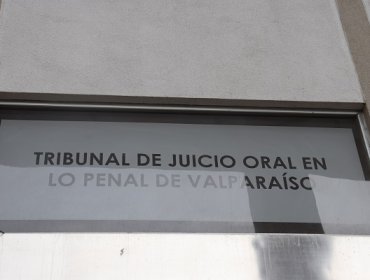 TRIBUNAL DE JUICIO ORAL EN
LO PENAL DE VALPARAÍSO